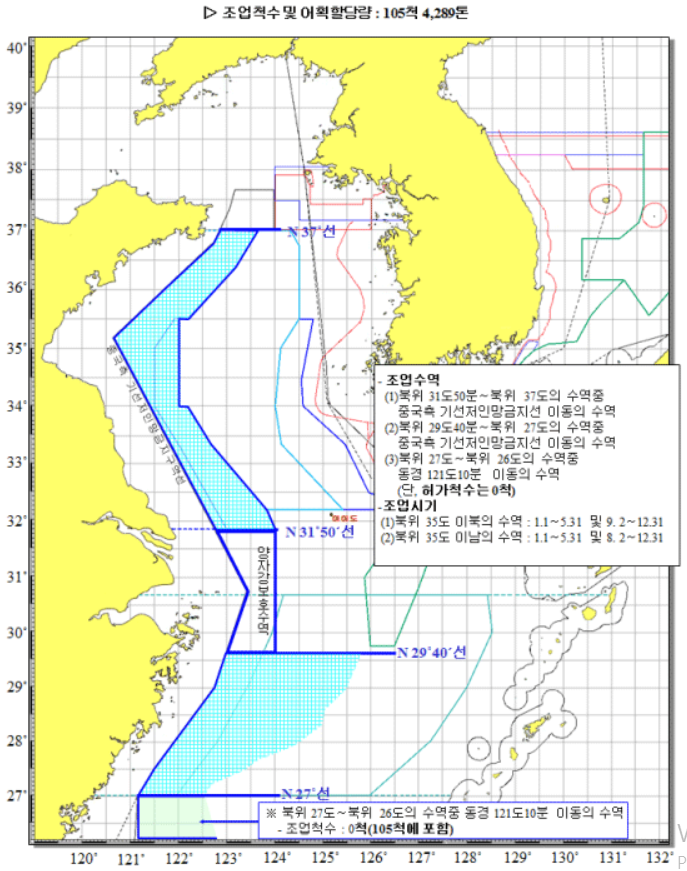 ▷ 조업척수 및 어획할당량 : 105척 4,289톤
40˚
39˚
38˚
37˚
36˚
35˚
34˚
33˚
32˚
31˚
30˚
29˚
28˚
27˚
N 37˚선
중국측 기선저인망금지구역선
- 조업수역
(1)북위 31도50분~북위 37도의 수역중
중국측 기선저인망금지선 이동의 수역
(2)북위 29도40분~북위 27도의 수역중
중국측 기선저인망금지선 이동의 수역
(3)북위 27도~북위 26도의 수역중
동경 121도10분 이동의 수역
(단, 허가척수는 0척)
- 조업시기
(1)북위 35도 이북의 수역 : 1.1~5.31 및 9. 2~12.31
(2)북위 35도 이남의 수역 : 1.1~5.31 및 8. 2~12.31
이어도
N 31˚50´선
양자강보호수역
N 29˚40´선
N 27˚선
※ 북위 27도~북위 26도의 수역중 동경 121도10분 이동의 수역
- 조업척수 : 0척(105척에 포함)
120˚ 121˚ 122˚ 123˚ 124˚ 125˚ 126˚ 127˚ 128˚ 129˚ 130˚ 131˚ 132˚